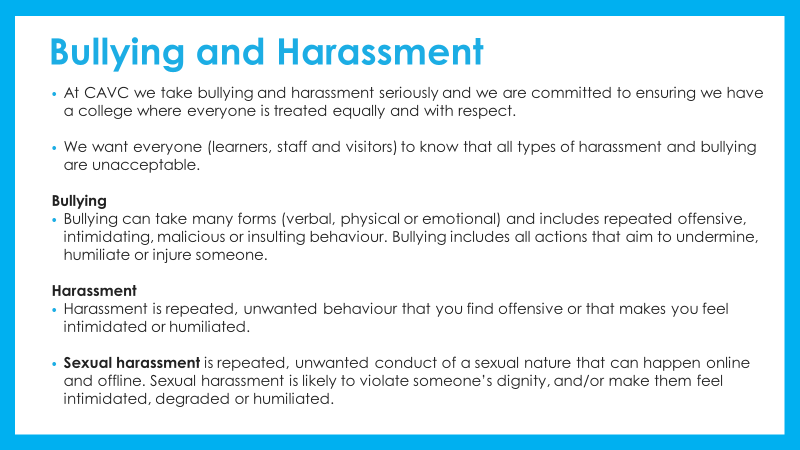 Bullying and Harassment
• At CAVC we take bullying and harassment seriously and we are committed to ensuring we have
a college where everyone is treated equally and with respect.
• We want everyone (learners, staff and visitors) to know that all types of harassment and bullying
are unacceptable.
Bullying
• Bullying can take many forms (verbal, physical or emotional) and includes repeated offensive,
intimidating, malicious or insulting behaviour. Bullying includes all actions that aim to undermine,
humiliate or injure someone.
Harassment
• Harassment is repeated, unwanted behaviour that you find offensive or that makes you feel
intimidated or humiliated.
• Sexual harassment is repeated, unwanted conduct of a sexual nature that can happen online
and offline. Sexual harassment is likely to violate someone’s dignity, and/or make them feel
intimidated, degraded or humiliated.